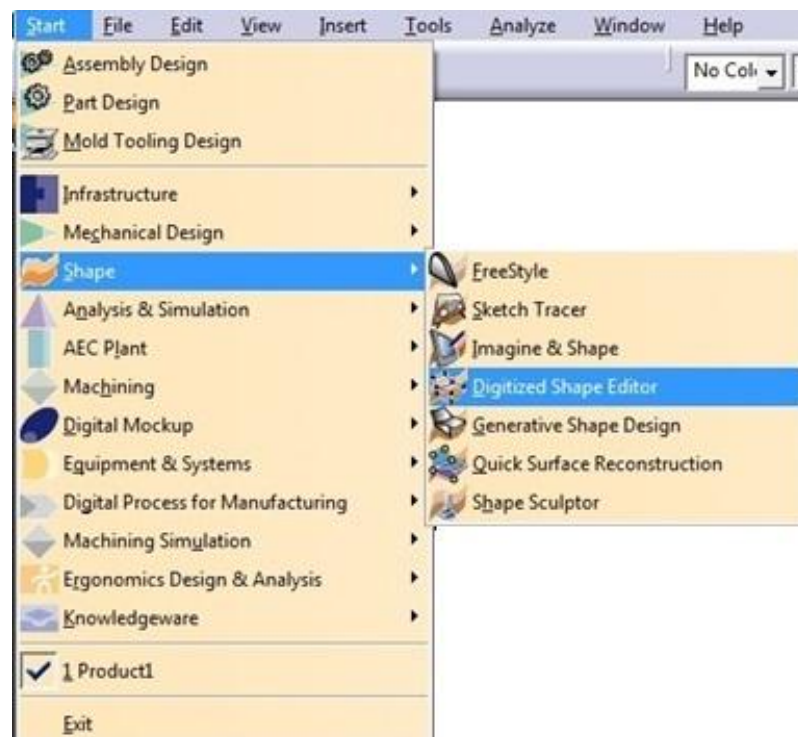 Start File Edit View Insert Tools Analyze Window Help
No Col
Assembly Design
Part Design
Mold Tooling Design
Infrastructure
Mechanical Design
Shape
Analysis & Simulation
AEC Plant
Machining
Digital Mockup
Equipment & Systems
Digital Process for Manufacturing
Machining Simulation
Ergonomics Design & Analysis
Knowledgeware
1 Product1
Exit
FreeStyle
Sketch Tracer
Imagine & Shape
Digitized Shape Editor
Generative Shape Design
Quick Surface Reconstruction
Shape Sculptor